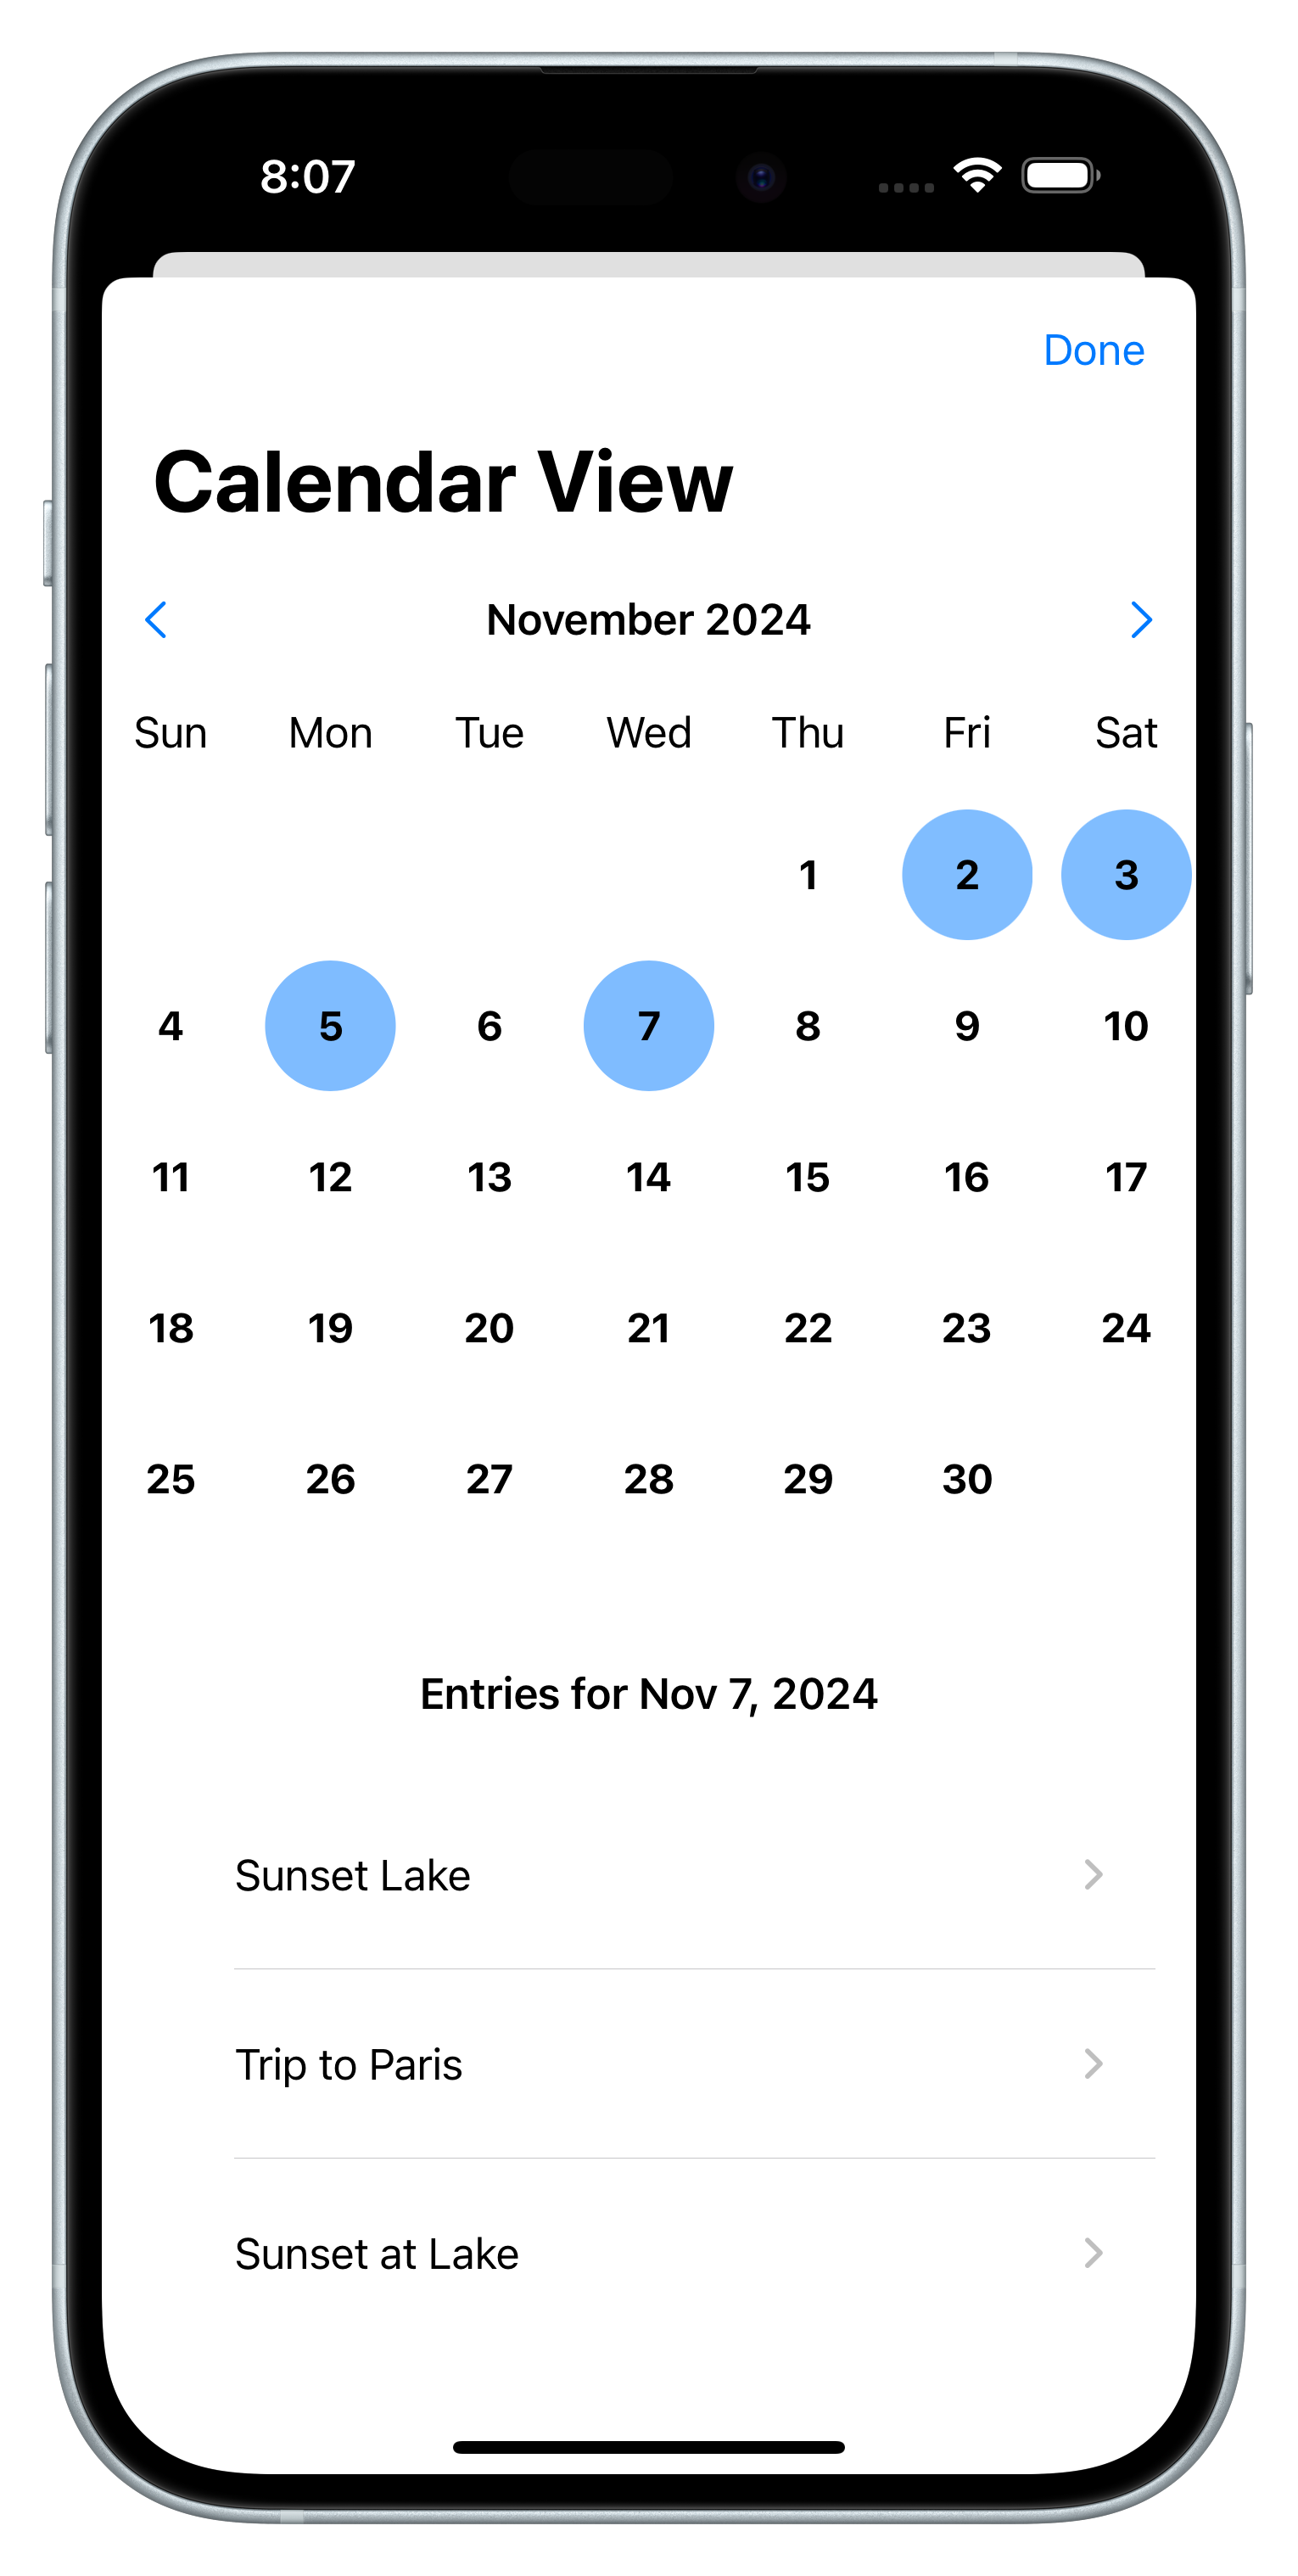 8:07
Done
Calendar View
November 2024
Sun Mon Tue Wed Thu Fri Sat
1 2 3
4 5 6 7 8 9 10
11 12 13 14 15 16 17
18 19 20 21 22 23 24
25 26 27 28 29 30
Entries for Nov 7, 2024
Sunset Lake
Trip to Paris
Sunset at Lake